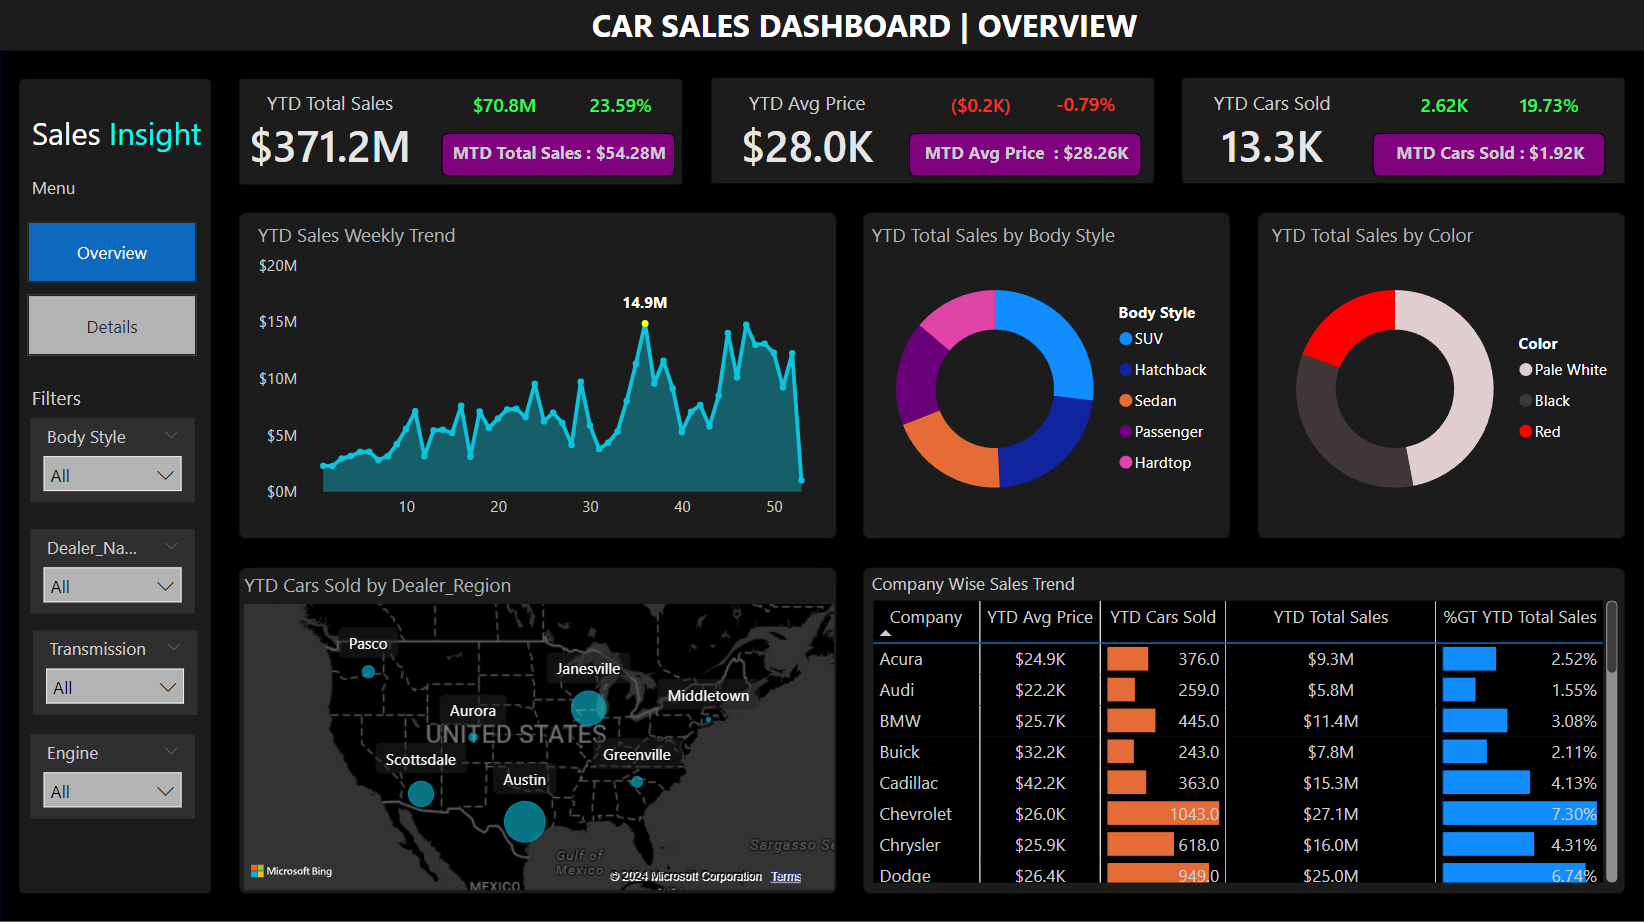 CAR SALES DASHBOARD | OVERVIEW
Sales Insight
Menu
Overview
Details
Filters
Body Style
All
Dealer_Na...
All
Transmission
All
Engine
All
YTD Total Sales
$70.8M
23.59%
$371.2M
MTD Total Sales : $54.28M
YTD Avg Price
($0.2K)
-0.79%
$28.0K
MTD Avg Price : $28.26K
YTD Cars Sold
2.62K
19.73%
13.3K
MTD Cars Sold : $1.92K
YTD Sales Weekly Trend
$20M
$15M
$10M
$5M
$0M
14.9M
10 20 30 40 50
YTD Total Sales by Body Style
Body Style
SUV
Hatchback
Sedan
Passenger
Hardtop
YTD Total Sales by Color
Color
Pale White
Black
Red
YTD Cars Sold by Dealer_Region
Pasco
Janesville
Middletown
Aurora
UNITED STATES
Scottsdale
Greenville
Austin
Sargasso Se
Gulf of
Mexico
MEXICO
Microsoft Bing
© 2024 Microsoft Corporation Terms
Company Wise Sales Trend
Company YTD Avg Price YTD Cars Sold YTD Total Sales %GT YTD Total Sales
Acura $24.9K 376.0 $9.3M 2.52%
Audi $22.2K 259.0 $5.8M 1.55%
BMW $25.7K 445.0 $11.4M 3.08%
Buick $32.2K 243.0 $7.8M 2.11%
Cadillac $42.2K 363.0 $15.3M 4.13%
Chevrolet $26.0K 1043.0 $27.1M 7.30%
Chrysler $25.9K 618.0 $16.0M 4.31%
Dodge $26.4K 949.0 $25.0M 6.74%